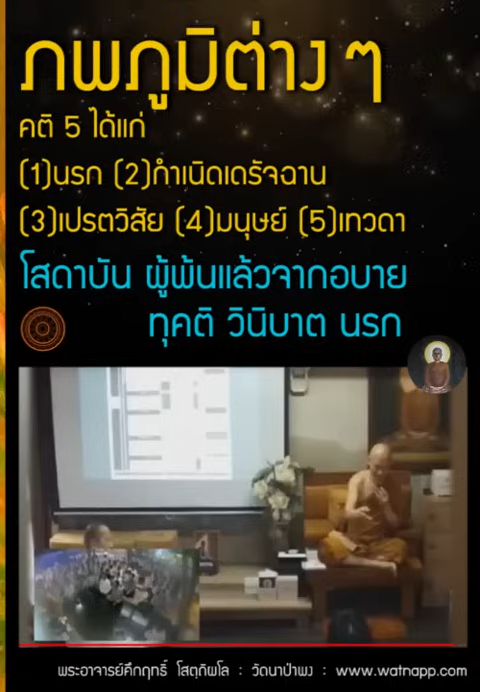 ภพภูมิต่าง ๆ
คติ 5 ได้แก่
(1)นรก (2)กำเนิดเดรัจฉาน
(3)เปรตวิสัย (4)มนุษย์ (5)เทวดา
โสดาบัน ผู้พ้นแล้วจากอบาย
ทุคติ วินิบาต นรก
พระอาจารย์คึกฤทธิ์ โสตฺถิผโล : วัดนาป่าพง : www.watnapp.com